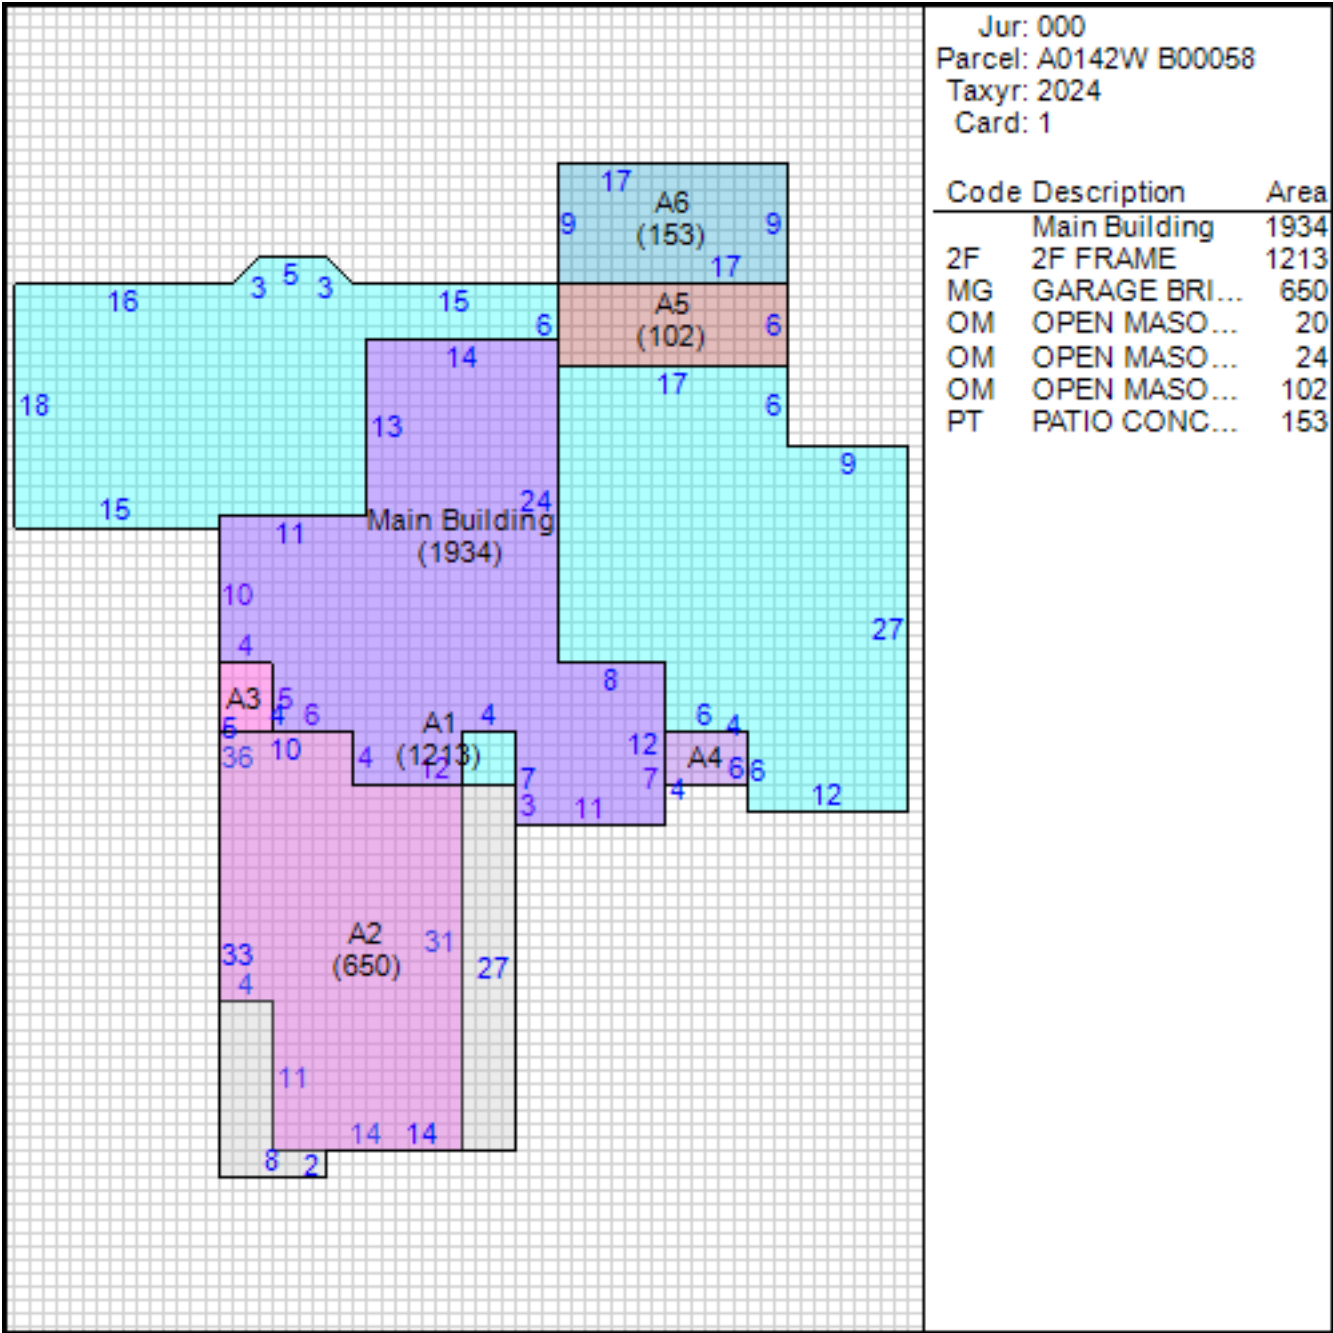 Jur: 000
Parcel: A0142W B00058
Taxyr: 2024
Card: 1
Code Description Area
Main Building 1934
2F 2F FRAME 1213
MG GARAGE BRI... 650
OM OPEN MASO... 20
OM OPEN MASO... 24
OM OPEN MASO... 102
PT PATIO CONC... 153
17
A6
9 (153) 9
17
5
3 3
16 15
A5
6 (102) 6
14
17
18 6
13
9
24
15
Main Building
11
(1934)
10
27
4
8
A3 5
5 4 6
A1
4
6 4
(1213)
12
36 10 4
12
7
A4
7 6 6
4
12
3 11
A2
(650)
31
33
27
4
11
14 14
8 2